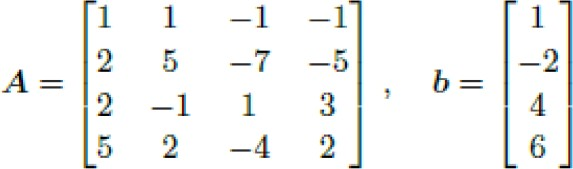 A = [1 1 −1 −1; 2 5 −7 −5; 2 −1 1 3; 5 2 −4 2], b = [1; −2; 4; 6]